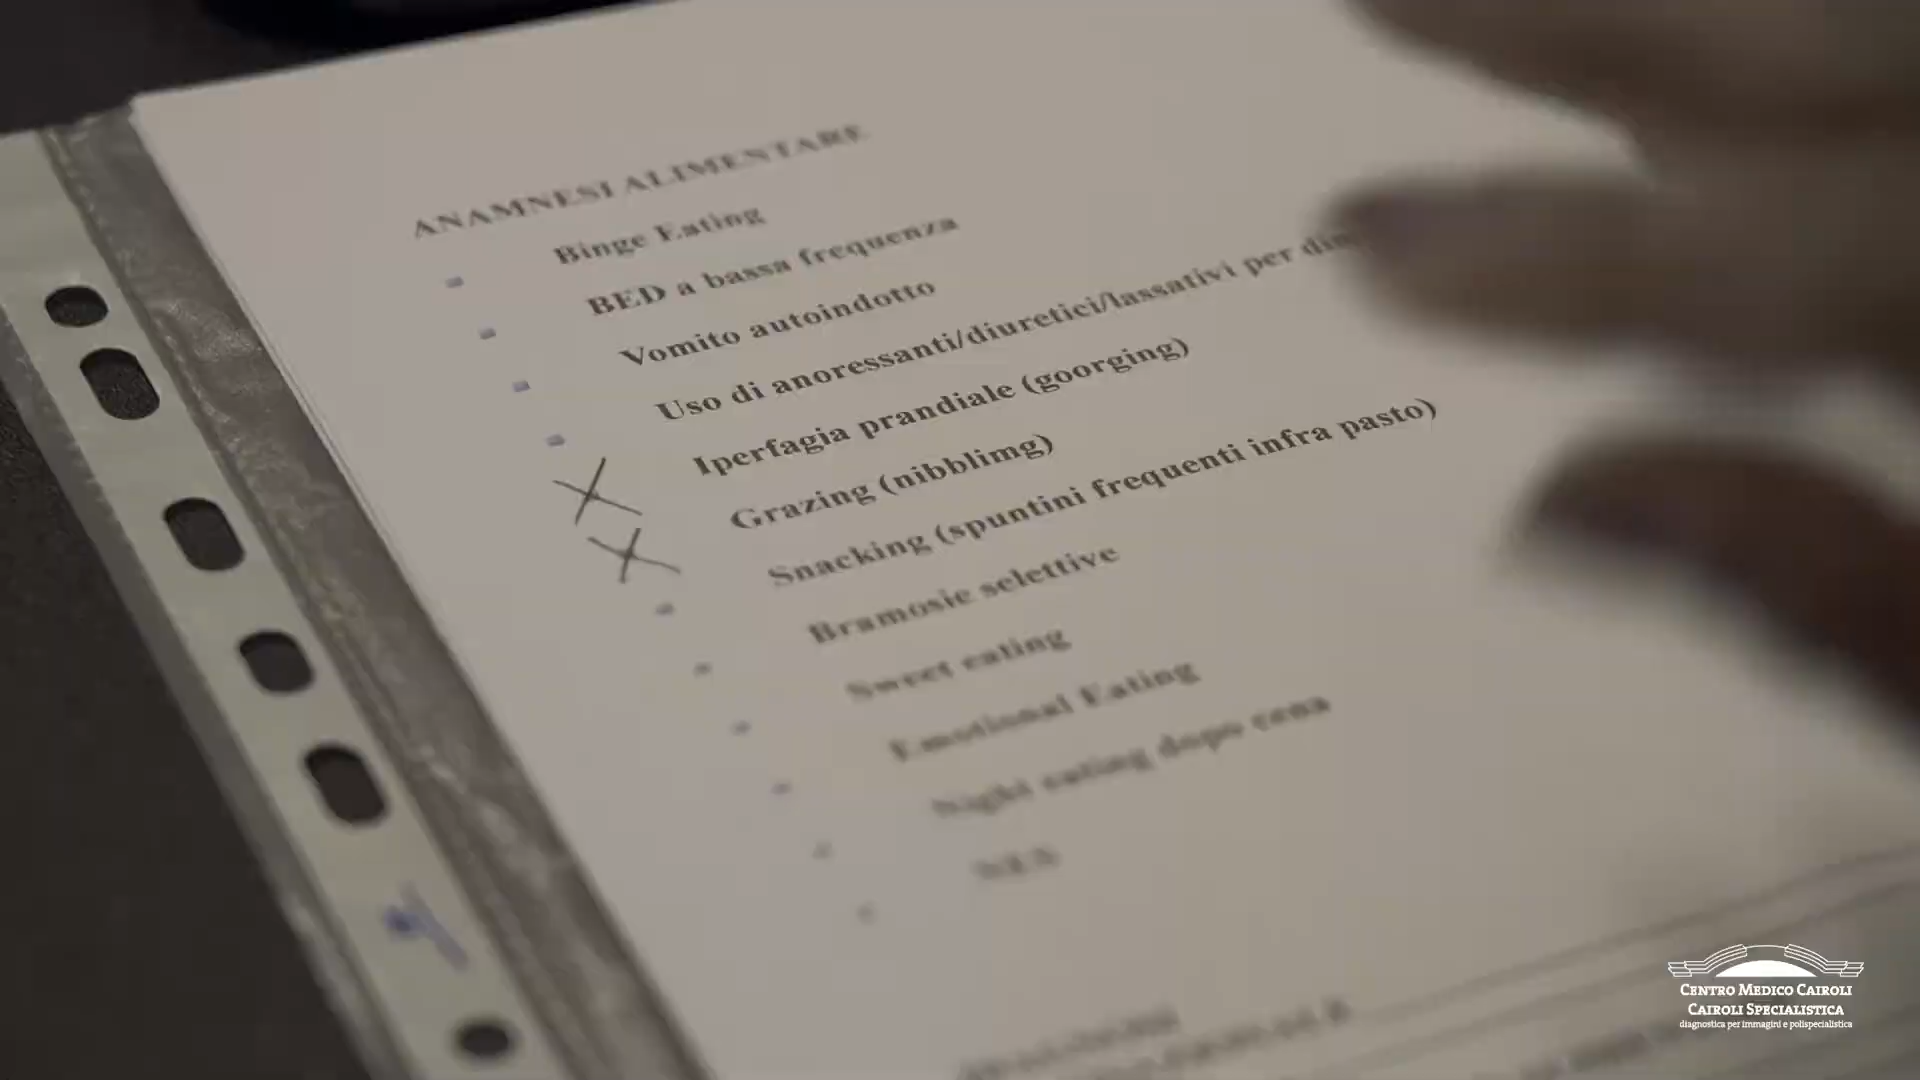 ANAMNESI ALIMENTARE
Binge Eating
BED a bassa frequenza
Vomito autoindotto
Uso di anoressanti/diuretici/lassativi per
Iperfagia prandiale (goorging)
Grazing (nibblimg)
Snacking (spuntini frequenti infra pasto)
Bramosie selettive
Sweet eating
Emotional Eating
Night eating dopo cena
CENTRO MEDICO CAIROLI
CAIROLI SPECIALISTICA
diagnostica per immagini e polispecialistica